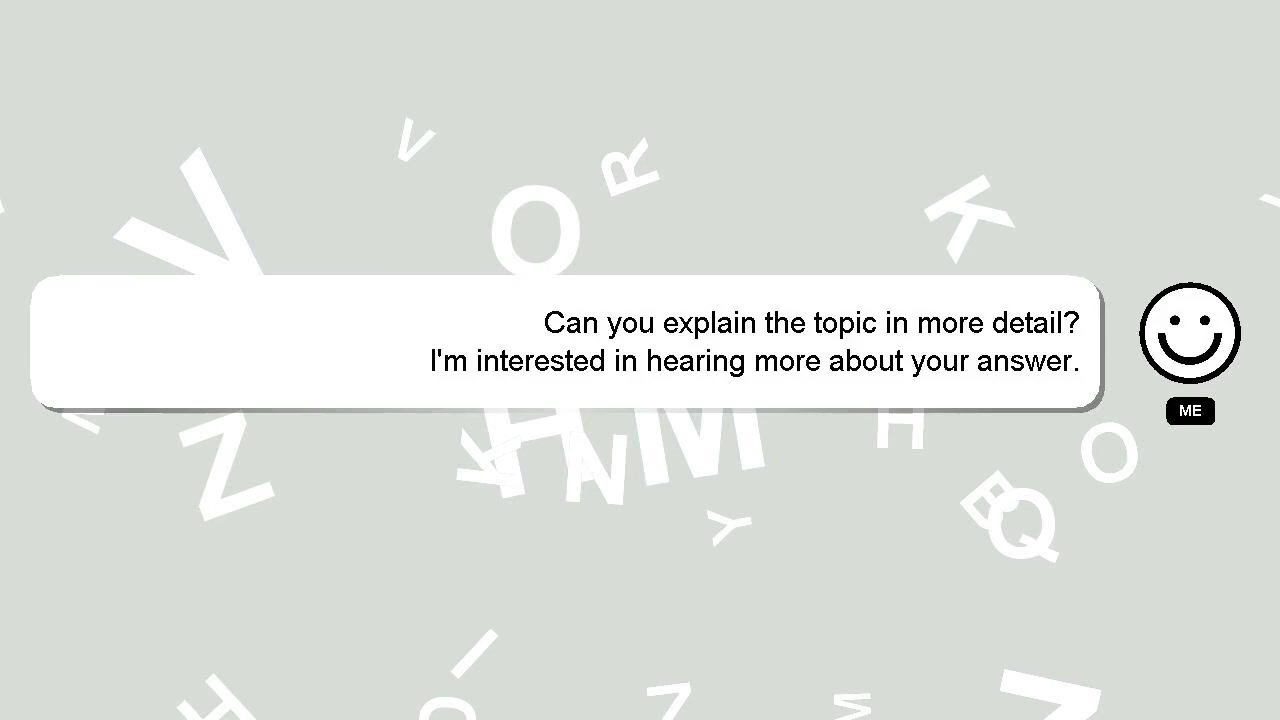 Can you explain the topic in more detail?
I'm interested in hearing more about your answer.
ME
V
V
O
R
K
N
H
M
H
K
N
Y
O
B
Q
Z
I
H
O
N
M
N